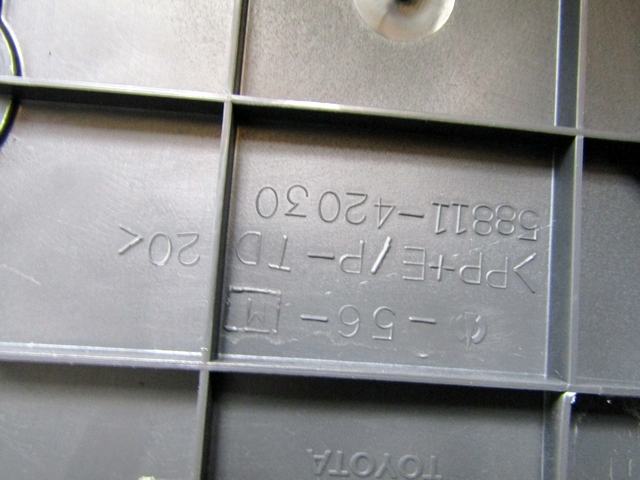 TOYOTA
-56- M
>PP+E/P-TD 20<
58811-42030